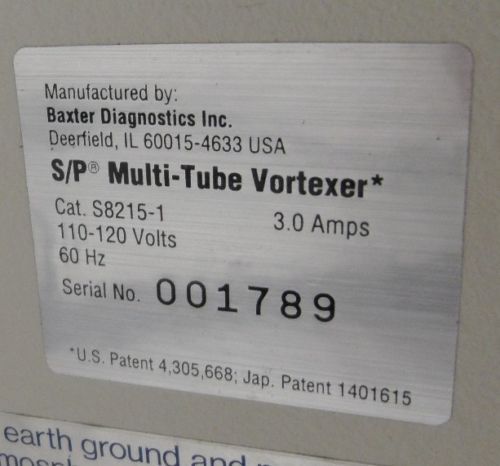 Manufactured by:
Baxter Diagnostics Inc.
Deerfield, IL 60015-4633 USA
S/P® Multi-Tube Vortexer*
Cat. S8215-1 3.0 Amps
110-120 Volts
60 Hz
Serial No. 001789
*U.S. Patent 4,305,668; Jap. Patent 1401615
earth ground and